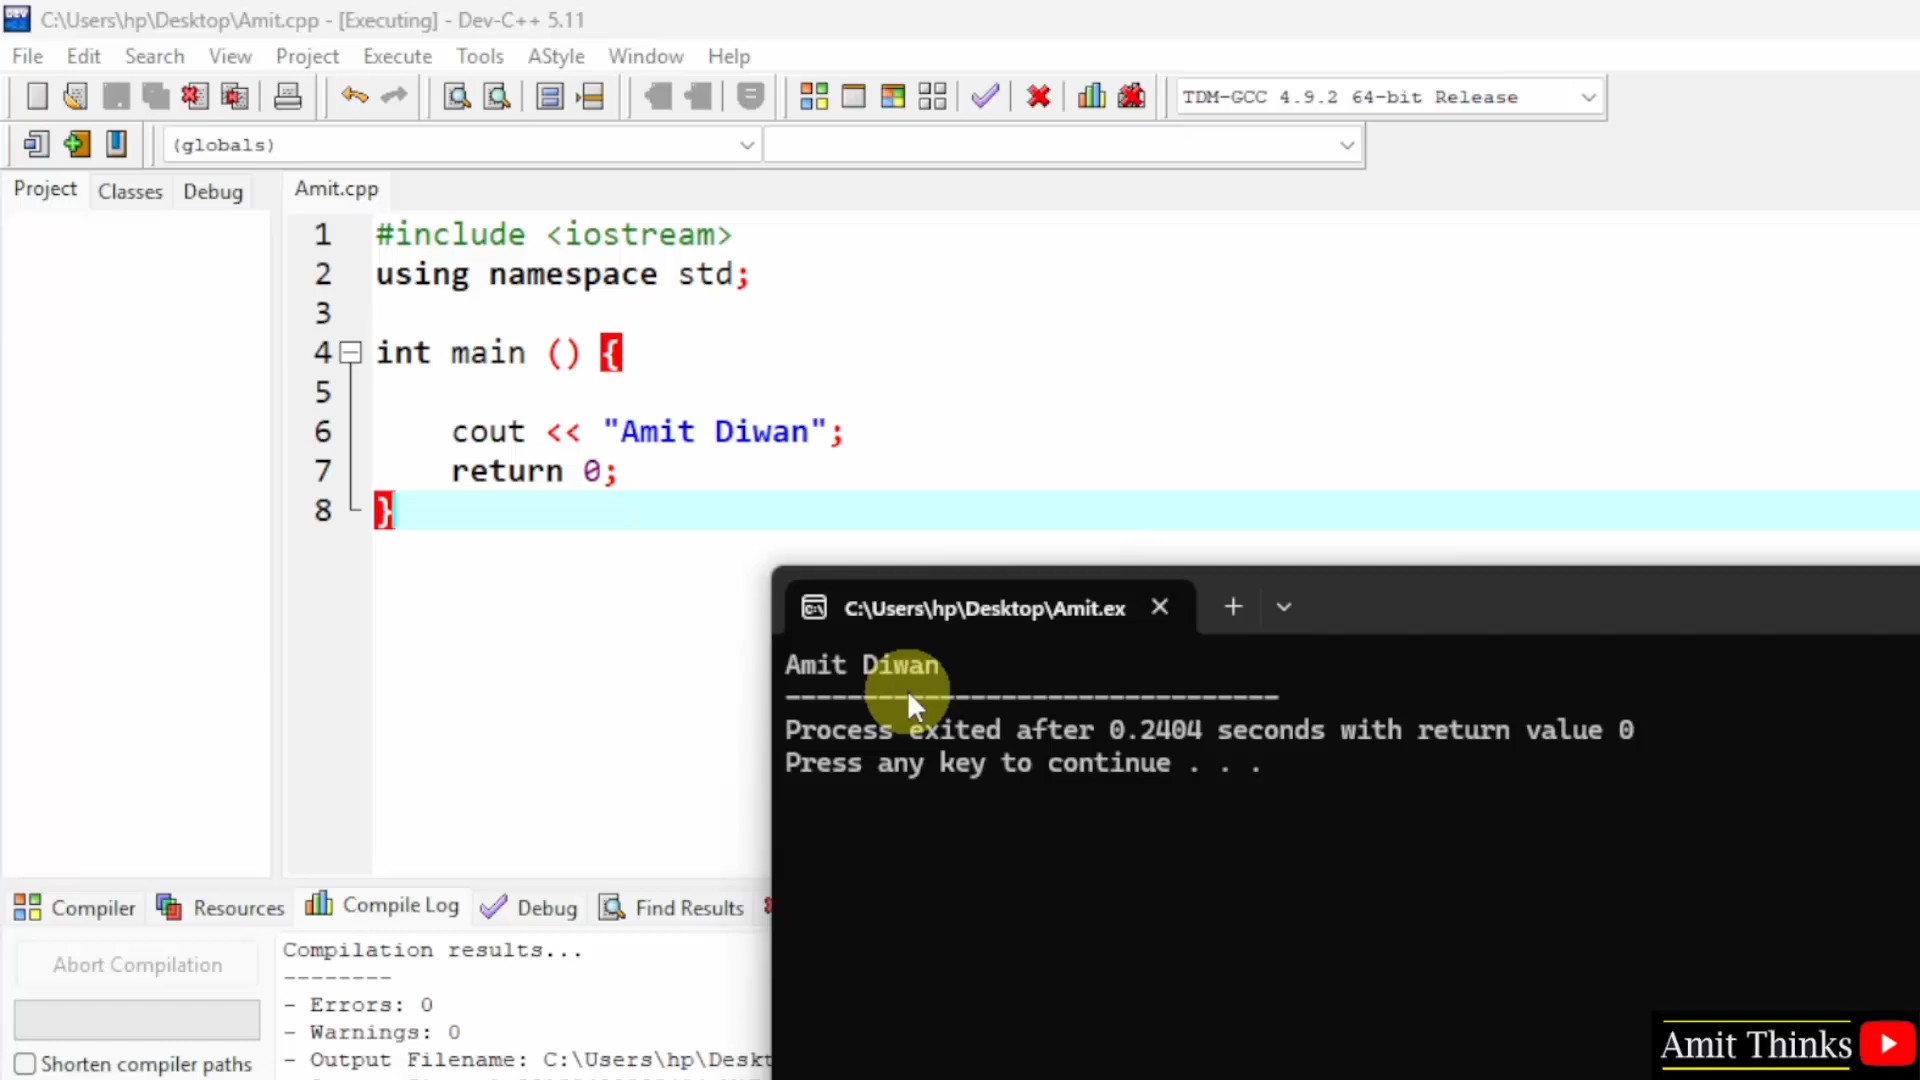 C:\Users\hp\Desktop\Amit.cpp - [Executing] - Dev-C++ 5.11
File Edit Search View Project Execute Tools AStyle Window Help
TDM-GCC 4.9.2 64-bit Release
(globals)
Project Classes Debug
Amit.cpp
1 #include <iostream>
2 using namespace std;
3
4 int main () {
5
6 cout << "Amit Diwan";
7 return 0;
8 }
C:\Users\hp\Desktop\Amit.ex
Amit Diwan
--------------------------------
Process exited after 0.2404 seconds with return value 0
Press any key to continue . . .
Compiler Resources Compile Log Debug Find Results
Abort Compilation
Shorten compiler paths
Compilation results...
--------
- Errors: 0
- Warnings: 0
- Output Filename: C:\Users\hp\Deskt
Amit Thinks